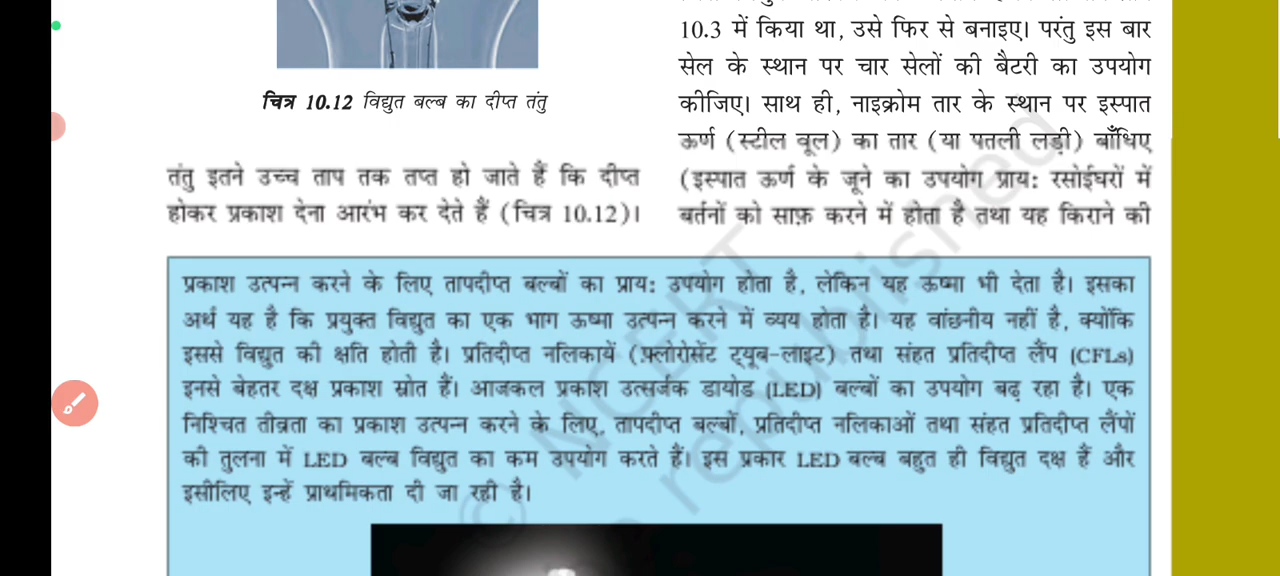 चित्र 10.12 विद्युत बल्ब का दीप्त तंतु
तंतु इतने उच्च ताप तक तप्त हो जाते हैं कि दीप्त
होकर प्रकाश देना आरंभ कर देते हैं (चित्र 10.12)।
10.3 में किया था, उसे फिर से बनाइए। परंतु इस बार
सेल के स्थान पर चार सेलों की बैटरी का उपयोग
कीजिए। साथ ही, नाइक्रोम तार के स्थान पर इस्पात
ऊर्ण (स्टील वूल) का तार (या पतली लड़ी) बाँधिए
(इस्पात ऊर्ण के जूने का उपयोग प्राय: रसोईघरों में
बर्तनों को साफ़ करने में होता है तथा यह किराने की
प्रकाश उत्पन्न करने के लिए तापदीप्त बल्बों का प्राय: उपयोग होता है, लेकिन यह ऊष्मा भी देता है। इसका
अर्थ यह है कि प्रयुक्त विद्युत का एक भाग ऊष्मा उत्पन्न करने में व्यय होता है। यह वांछनीय नहीं है, क्योंकि
इससे विद्युत की क्षति होती है। प्रतिदीप्त नलिकायें (फ़्लोरोसेंट ट्यूब-लाइट) तथा संहत प्रतिदीप्त लैंप (CFLs)
इनसे बेहतर दक्ष प्रकाश स्रोत हैं। आजकल प्रकाश उत्सर्जक डायोड (LED) बल्बों का उपयोग बढ़ रहा है। एक
निश्चित तीव्रता का प्रकाश उत्पन्न करने के लिए, तापदीप्त बल्बों, प्रतिदीप्त नलिकाओं तथा संहत प्रतिदीप्त लैंपों
की तुलना में LED बल्ब विद्युत का कम उपयोग करते हैं। इस प्रकार LED बल्ब बहुत ही विद्युत दक्ष हैं और
इसीलिए इन्हें प्राथमिकता दी जा रही है।
© NCERT
republished